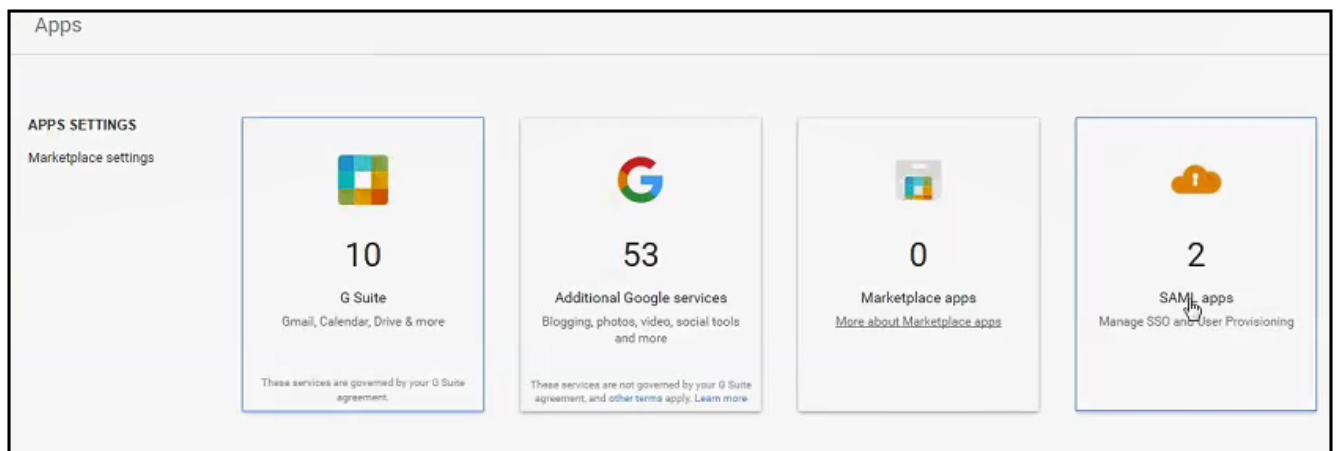 Apps
APPS SETTINGS
Marketplace settings
10
G Suite
Gmail, Calendar, Drive & more
These services are governed by your G Suite
agreement.
53
Additional Google services
Blogging, photos, video, social tools
and more
These services are not governed by your G Suite
agreement, and other terms apply. Learn more
0
Marketplace apps
More about Marketplace apps
2
SAML apps
Manage SSO and User Provisioning